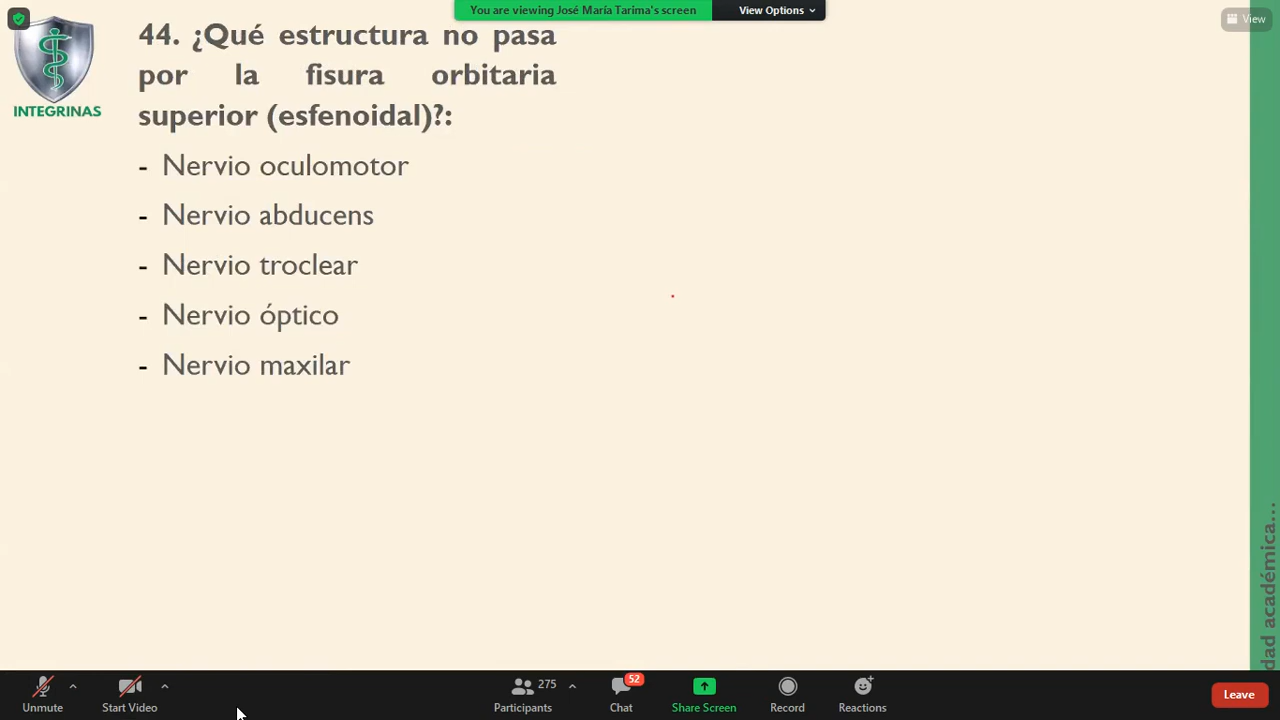 You are viewing José María Tarima's screen
View Options
View
INTEGRINAS
44. ¿Qué estructura no pasa
por la fisura orbitaria
superior (esfenoidal)?:
- Nervio oculomotor
- Nervio abducens
- Nervio troclear
- Nervio óptico
- Nervio maxilar
dad académica...
Unmute
Start Video
275
Participants
52
Chat
Share Screen
Record
Reactions
Leave